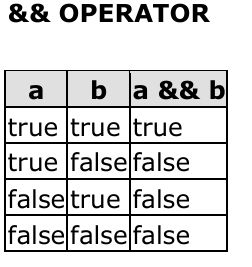 && OPERATOR
a b a && b
true true true
true false false
false true false
false false false